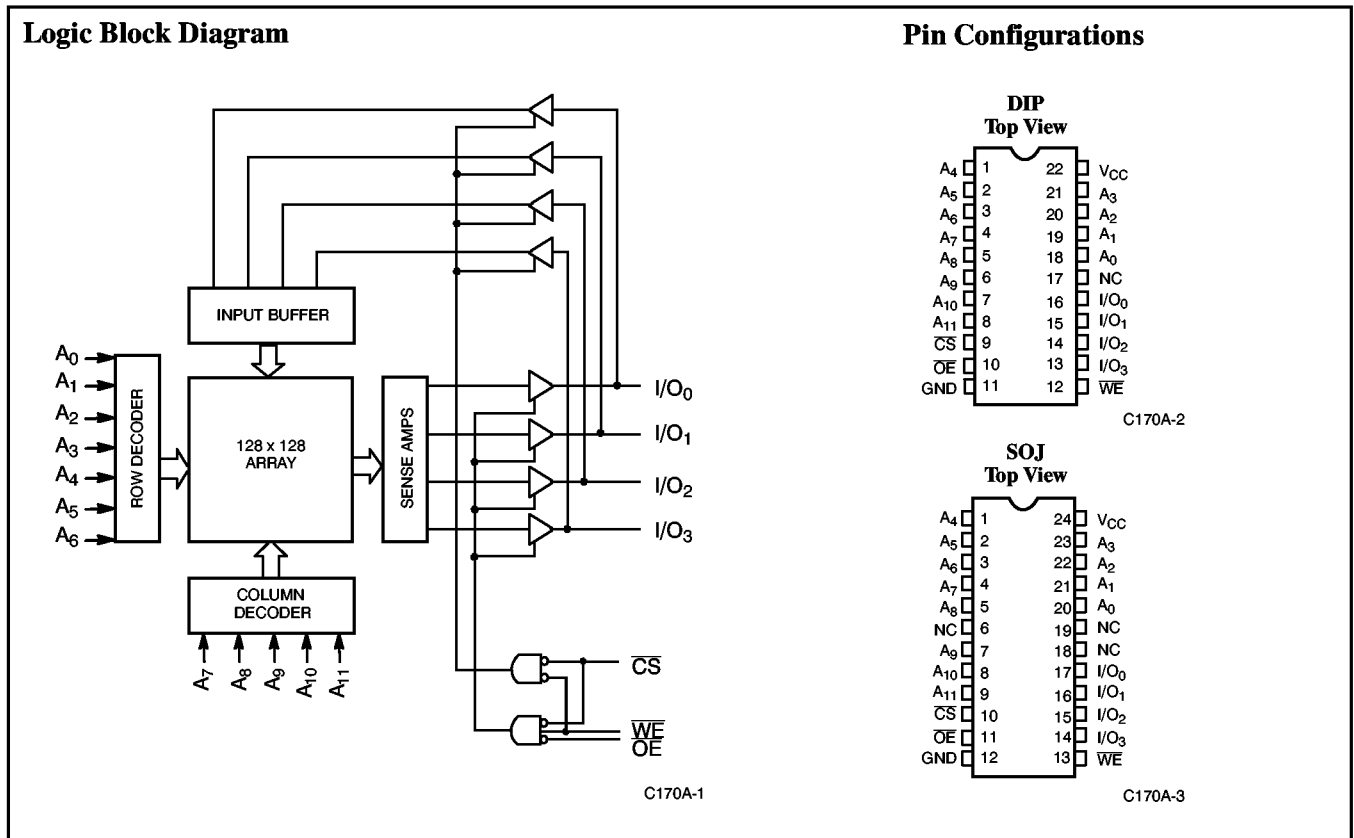 Logic Block Diagram
INPUT BUFFER
A0
A1
A2
A3
A4
A5
A6
ROW DECODER
128 x 128
ARRAY
SENSE AMPS
I/O0
I/O1
I/O2
I/O3
COLUMN
DECODER
A7
A8
A9
A10
A11
CS
WE
OE
C170A-1
Pin Configurations
DIP
Top View
A4 1 22 VCC
A5 2 21 A3
A6 3 20 A2
A7 4 19 A1
A8 5 18 A0
A9 6 17 NC
A10 7 16 I/O0
A11 8 15 I/O1
CS 9 14 I/O2
OE 10 13 I/O3
GND 11 12 WE
C170A-2
SOJ
Top View
A4 1 24 VCC
A5 2 23 A3
A6 3 22 A2
A7 4 21 A1
A8 5 20 A0
NC 6 19 NC
A9 7 18 NC
A10 8 17 I/O0
A11 9 16 I/O1
CS 10 15 I/O2
OE 11 14 I/O3
GND 12 13 WE
C170A-3